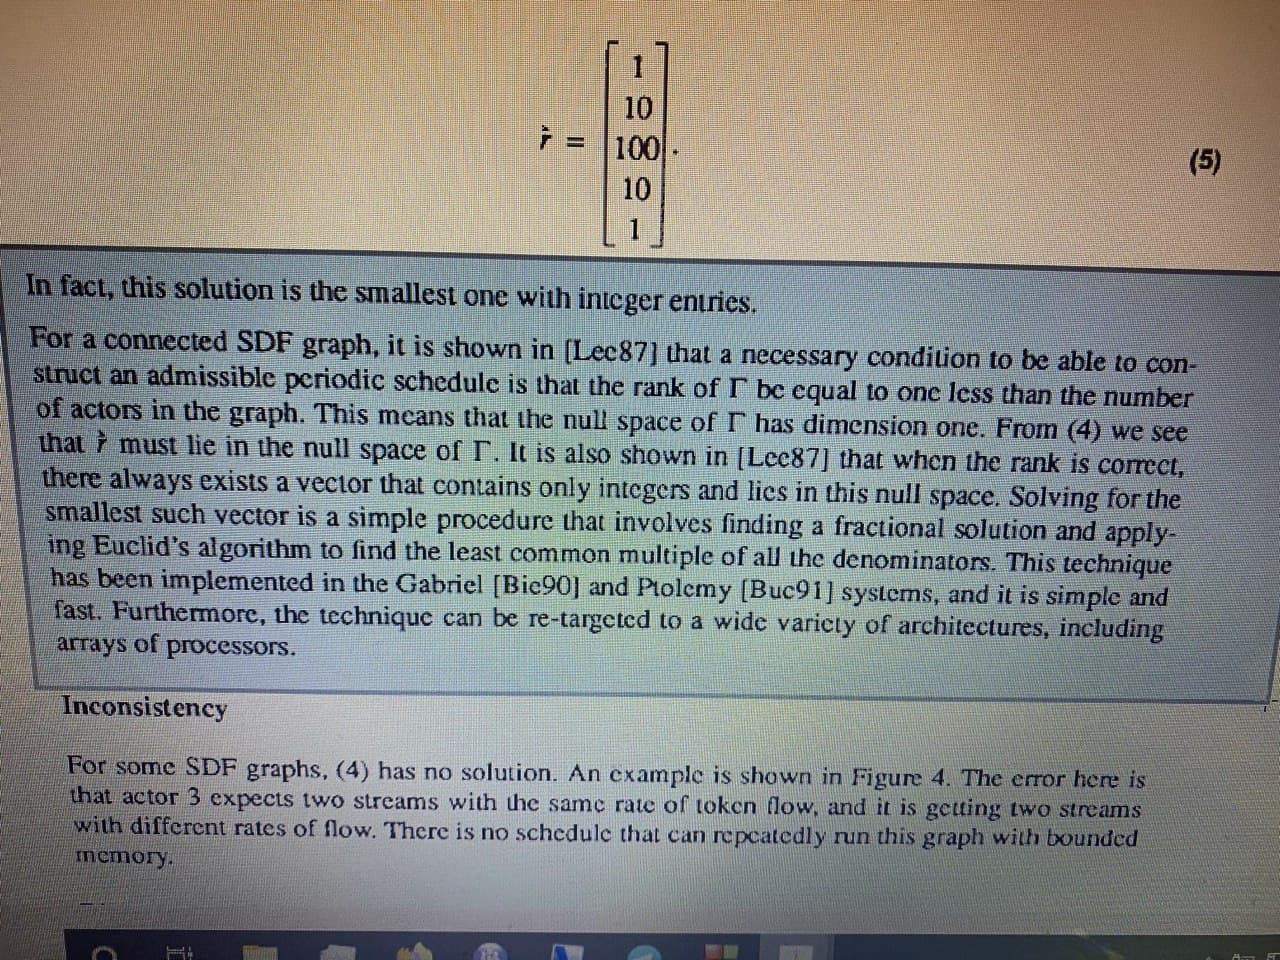 r⃗ =
1
10
100
10
1
.
(5)
In fact, this solution is the smallest one with integer entries.
For a connected SDF graph, it is shown in [Lee87] that a necessary condition to be able to con-
struct an admissible periodic schedule is that the rank of Γ be equal to one less than the number
of actors in the graph. This means that the null space of Γ has dimension one. From (4) we see
that r⃗ must lie in the null space of Γ. It is also shown in [Lee87] that when the rank is correct,
there always exists a vector that contains only integers and lies in this null space. Solving for the
smallest such vector is a simple procedure that involves finding a fractional solution and apply-
ing Euclid's algorithm to find the least common multiple of all the denominators. This technique
has been implemented in the Gabriel [Bie90] and Ptolemy [Buc91] systems, and it is simple and
fast. Furthermore, the technique can be re-targeted to a wide variety of architectures, including
arrays of processors.
Inconsistency
For some SDF graphs, (4) has no solution. An example is shown in Figure 4. The error here is
that actor 3 expects two streams with the same rate of token flow, and it is getting two streams
with different rates of flow. There is no schedule that can repeatedly run this graph with bounded
memory.